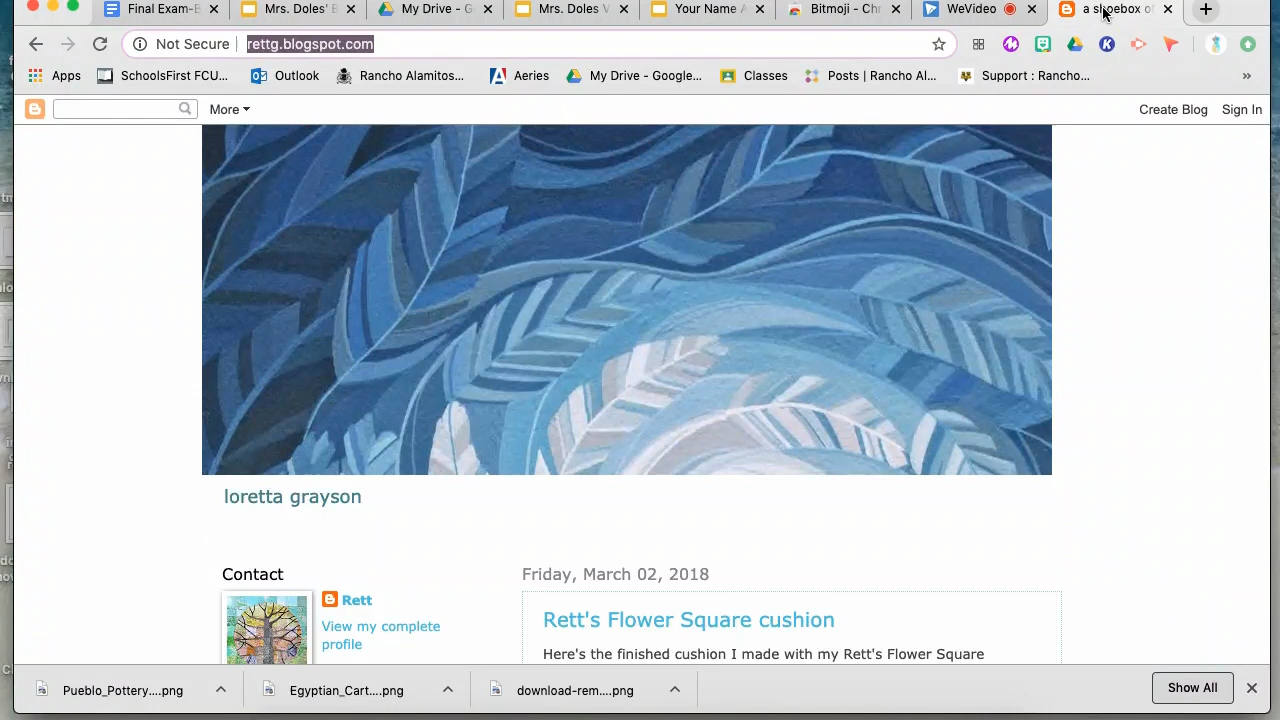 Final Exam-B
Mrs. Doles' B
My Drive - G
Mrs. Doles V
Your Name A
Bitmoji - Chr
WeVideo
a shoebox of
Not Secure
rettg.blogspot.com
Apps
SchoolsFirst FCU...
Outlook
Rancho Alamitos...
Aeries
My Drive - Google...
Classes
Posts | Rancho Al...
Support : Rancho...
»
More
Create Blog
Sign In
loretta grayson
Contact
Friday, March 02, 2018
Rett
View my complete
profile
Rett's Flower Square cushion
Here's the finished cushion I made with my Rett's Flower Square
Pueblo_Pottery....png
Egyptian_Cart....png
download-rem....png
Show All